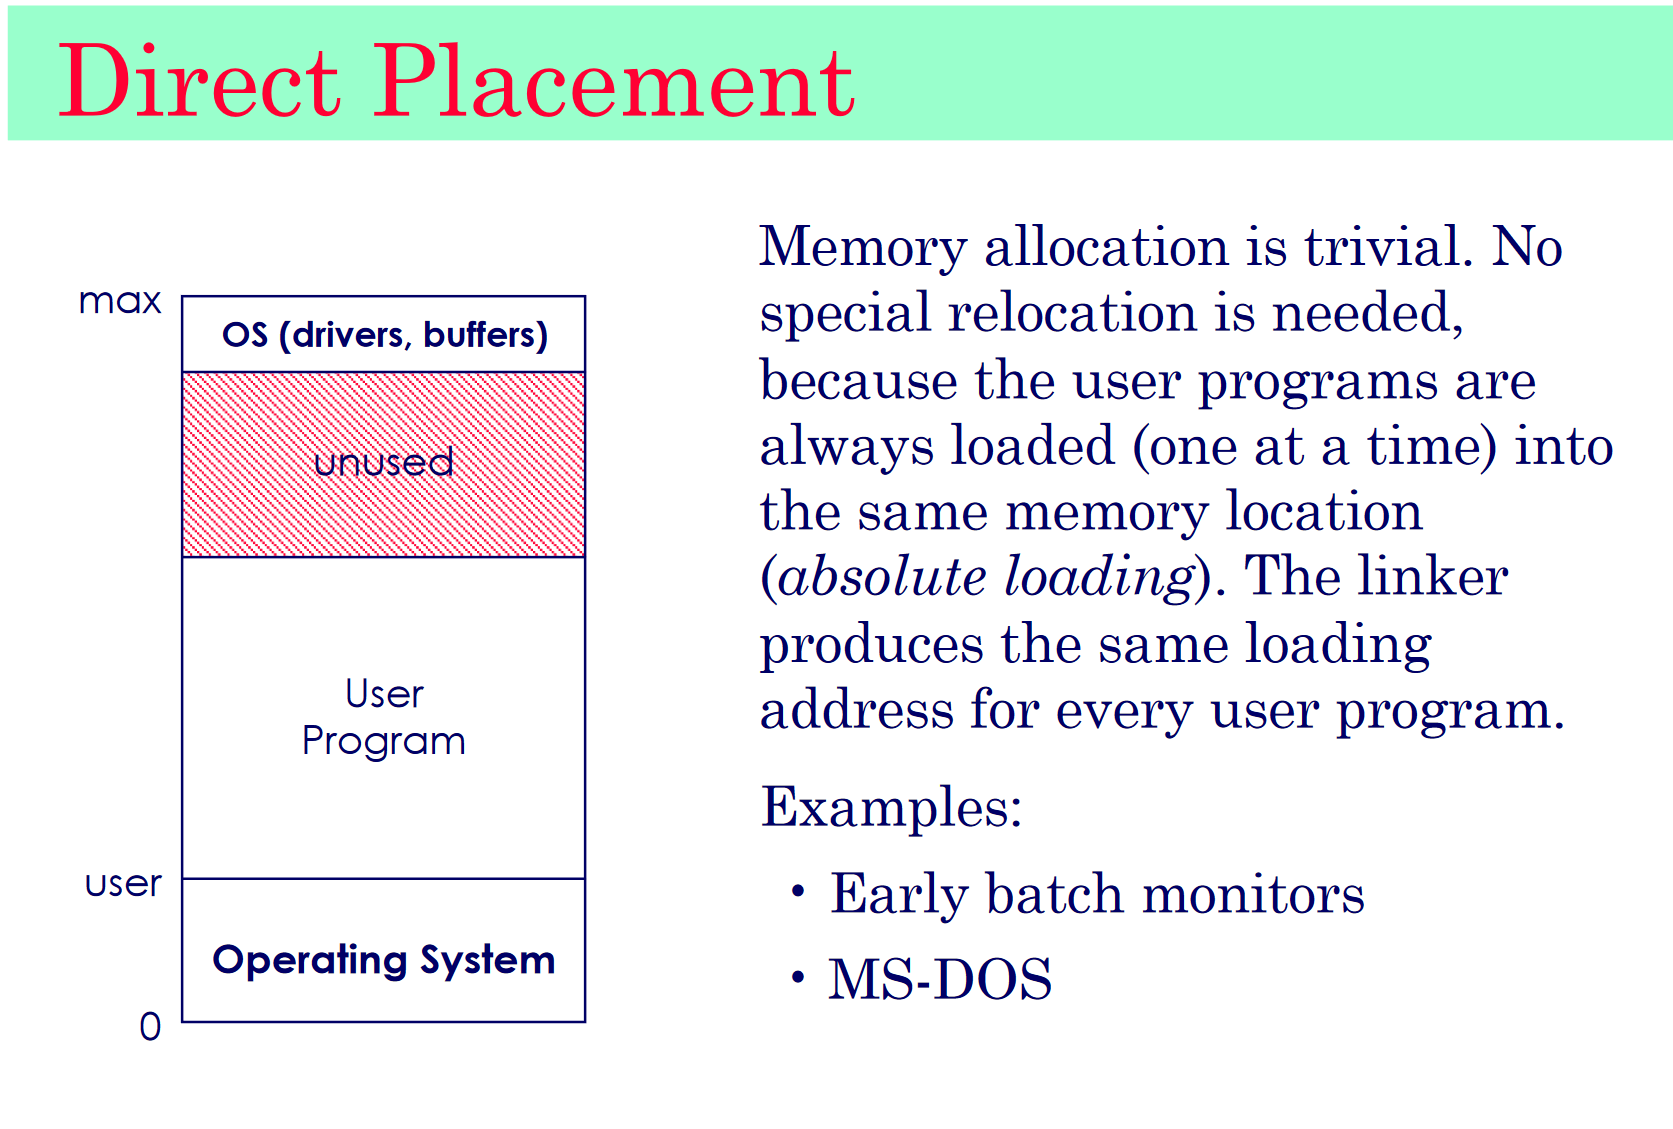 Direct Placement
max
OS (drivers, buffers)
unused
User
Program
user
Operating System
0
Memory allocation is trivial. No
special relocation is needed,
because the user programs are
always loaded (one at a time) into
the same memory location
(absolute loading). The linker
produces the same loading
address for every user program.
Examples:
• Early batch monitors
• MS-DOS